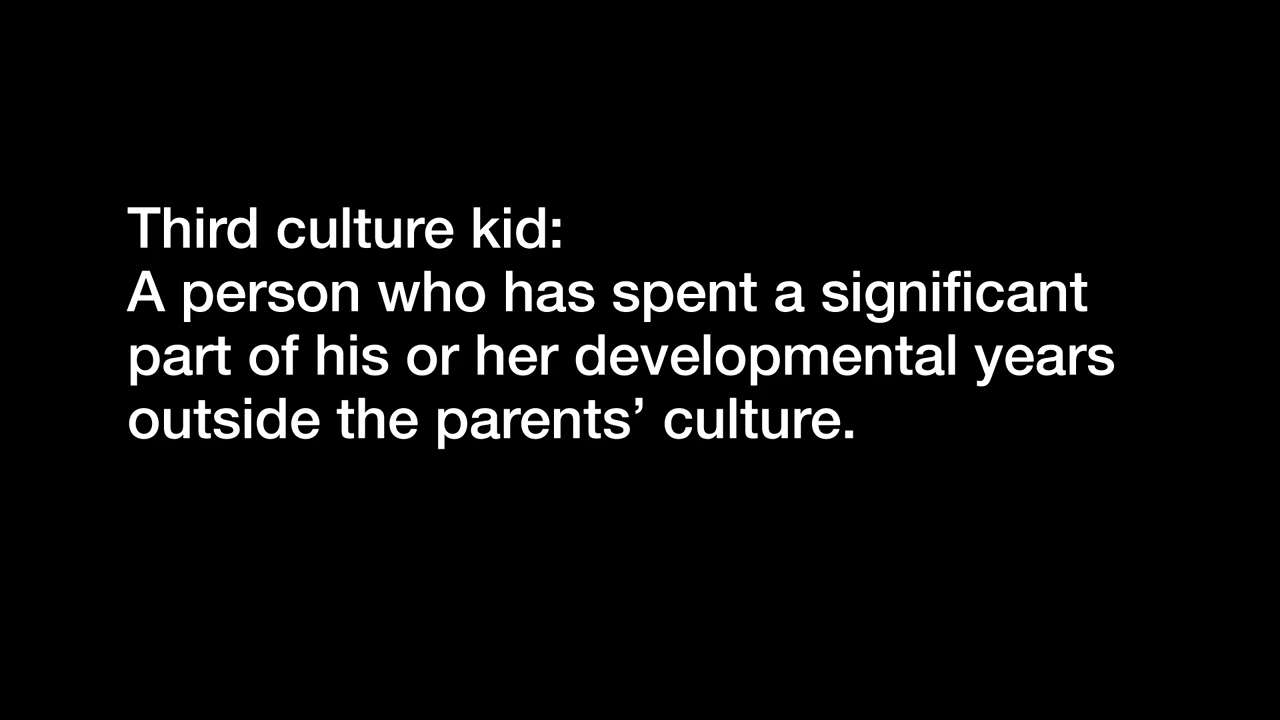 Third culture kid:
A person who has spent a significant
part of his or her developmental years
outside the parents’ culture.